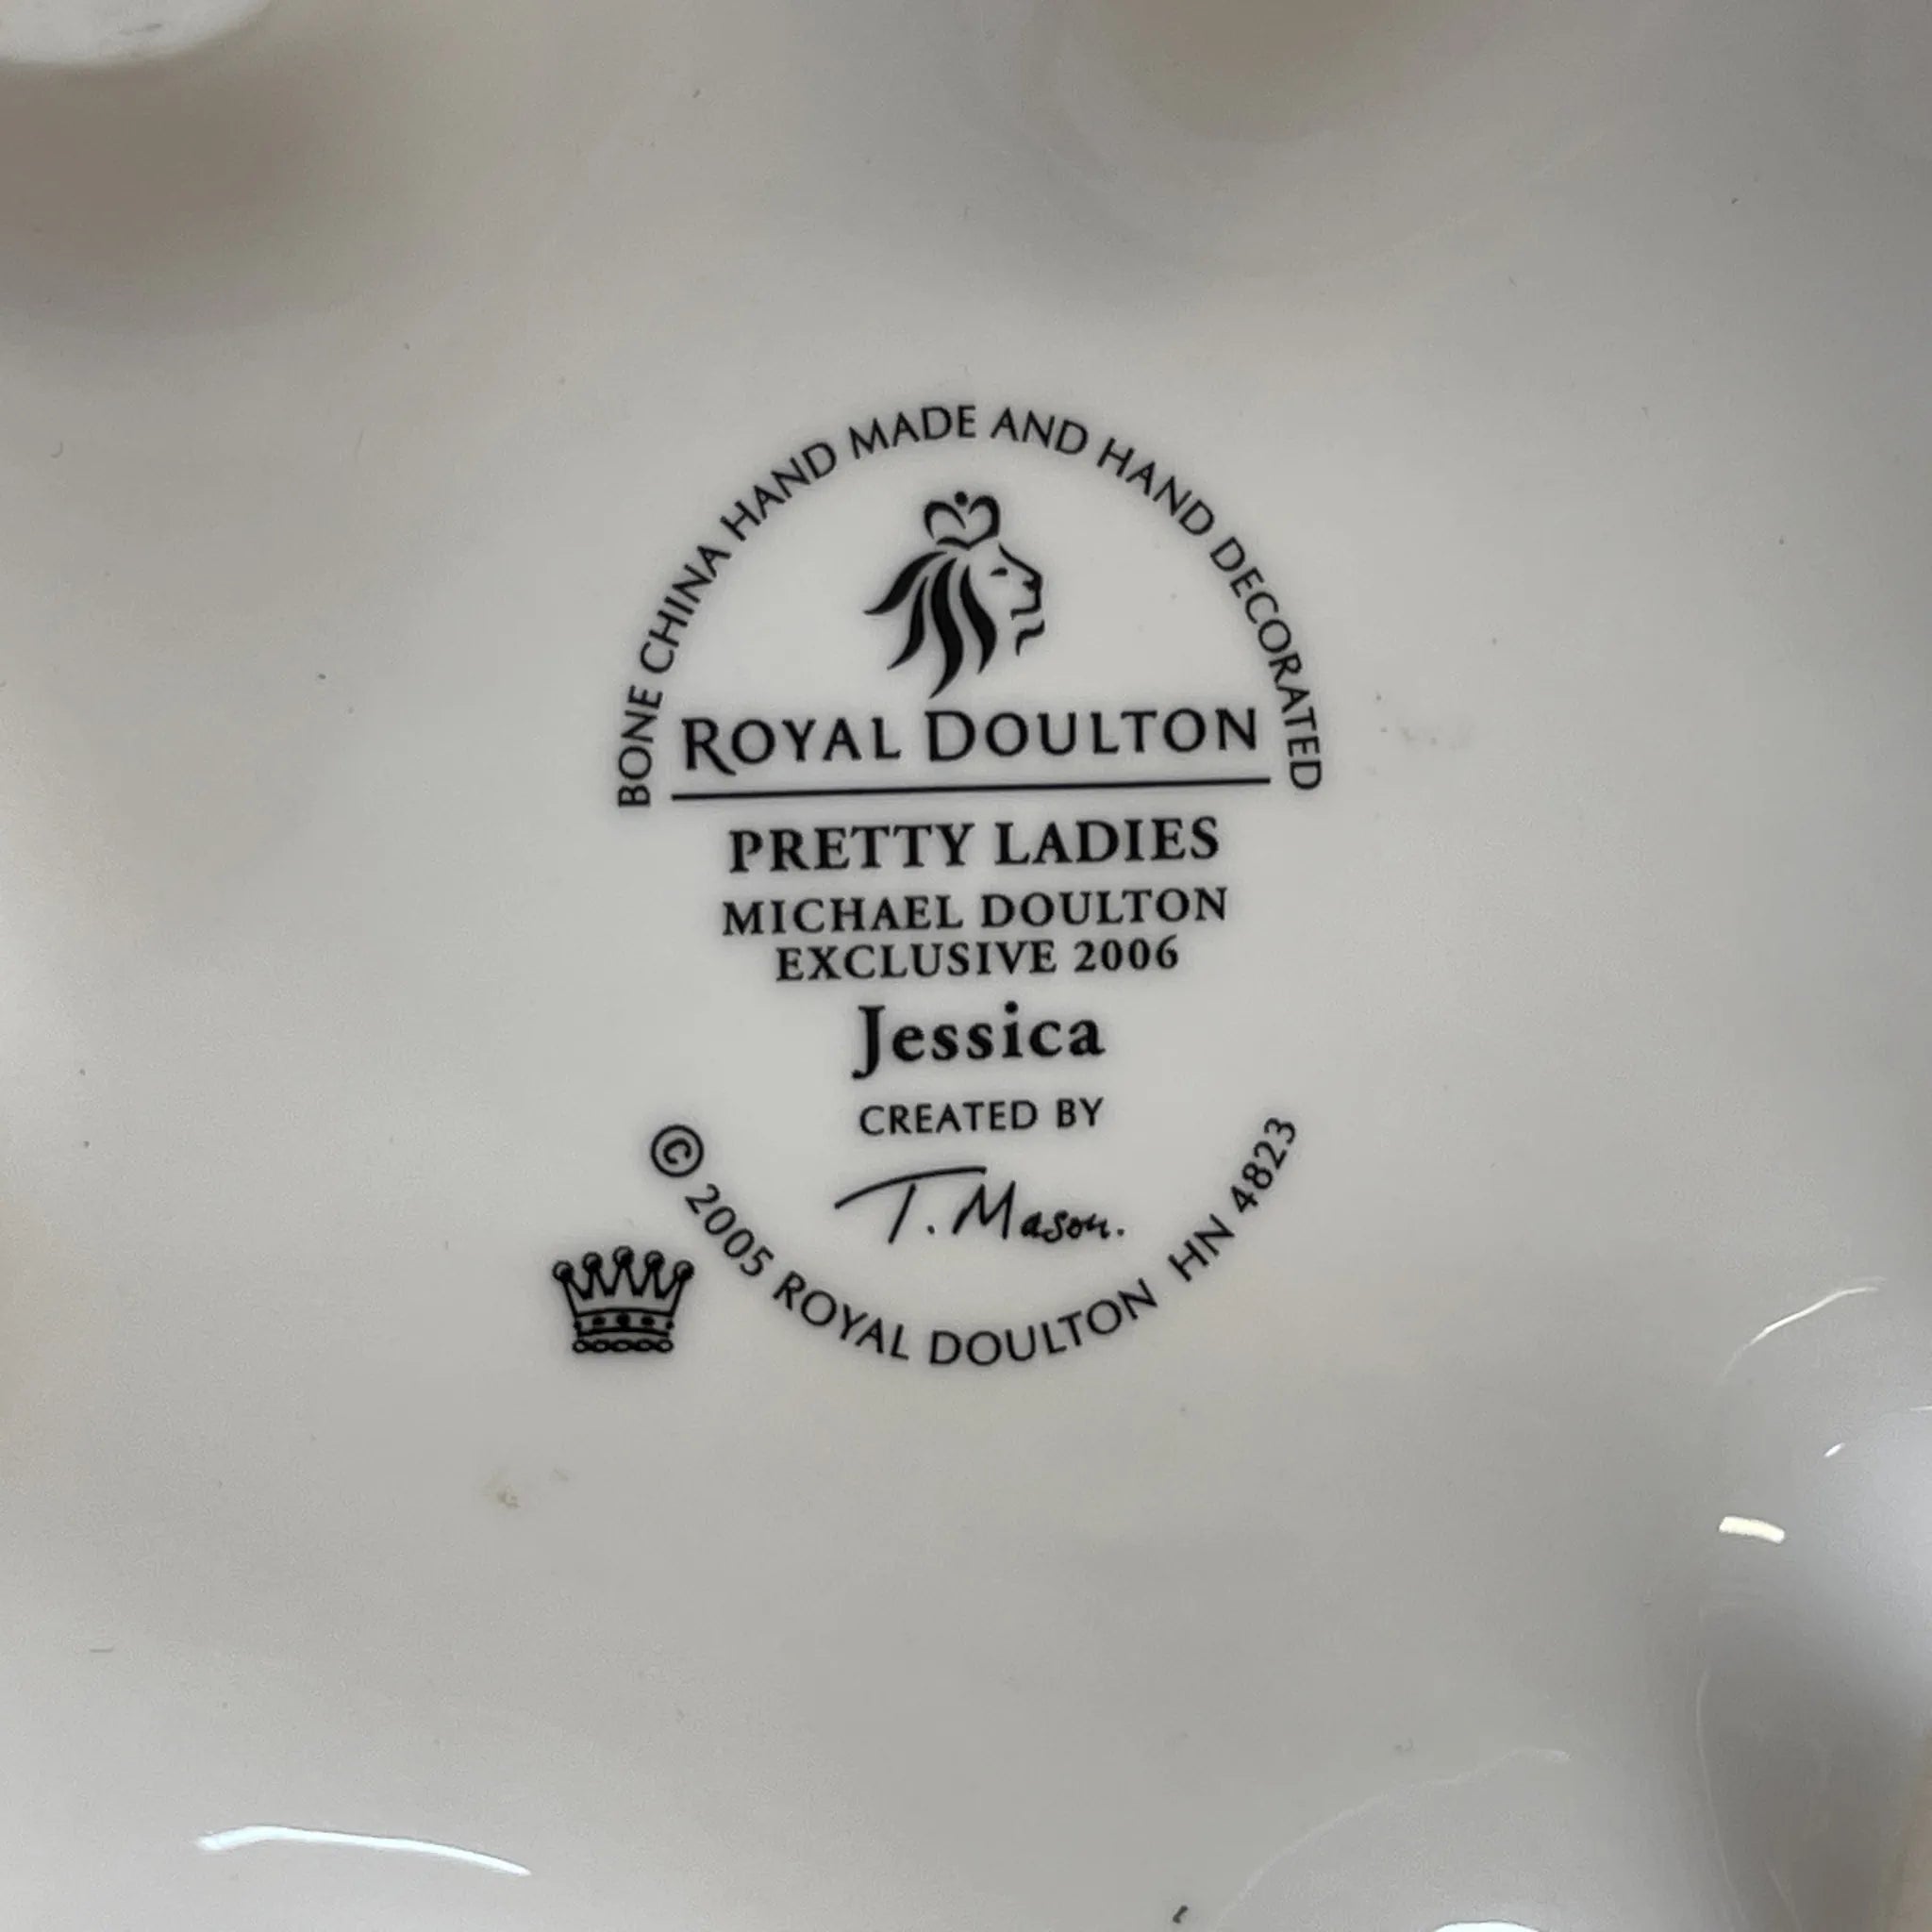 BONE CHINA HAND MADE AND HAND DECORATED
ROYAL DOULTON
PRETTY LADIES
MICHAEL DOULTON
EXCLUSIVE 2006
Jessica
CREATED BY
T. Mason.
© 2005 ROYAL DOULTON HN 4823